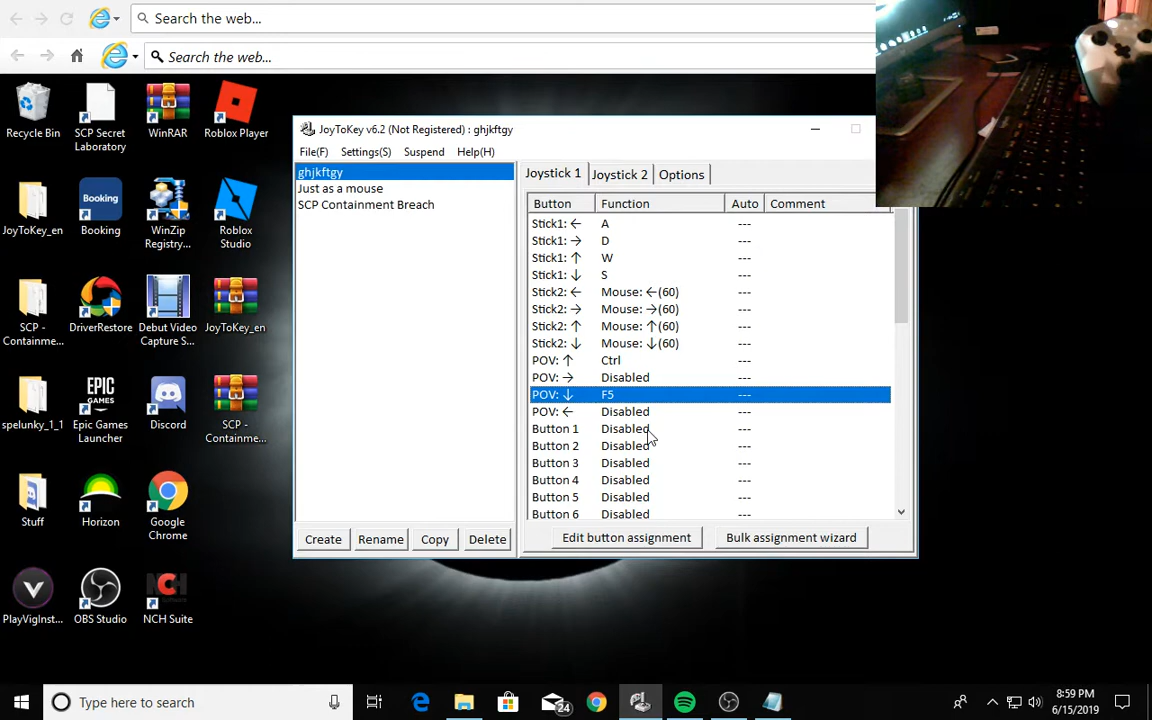 Search the web...
Search the web...
Recycle Bin
SCP Secret Laboratory
WinRAR
Roblox Player
JoyToKey_en
Booking
Booking
WinZip Registry...
Roblox Studio
SCP - Containme...
DriverRestore
Debut Video Capture S...
JoyToKey_en
spelunky_1_1
EPIC GAMES
Epic Games Launcher
Discord
SCP - Containme...
Stuff
Horizon
Google Chrome
PlayVigInst...
OBS Studio
NCH
NCH Suite
JoyToKey v6.2 (Not Registered) : ghjkftgy
File(F) Settings(S) Suspend Help(H)
ghjkftgy
Just as a mouse
SCP Containment Breach
Create Rename Copy Delete
Joystick 1 Joystick 2 Options
Button Function Auto Comment
Stick1: ← A ---
Stick1: → D ---
Stick1: ↑ W ---
Stick1: ↓ S ---
Stick2: ← Mouse: ←(60) ---
Stick2: → Mouse: →(60) ---
Stick2: ↑ Mouse: ↑(60) ---
Stick2: ↓ Mouse: ↓(60) ---
POV: ↑ Ctrl ---
POV: → Disabled ---
POV: ↓ F5 ---
POV: ← Disabled ---
Button 1 Disabled ---
Button 2 Disabled ---
Button 3 Disabled ---
Button 4 Disabled ---
Button 5 Disabled ---
Button 6 Disabled ---
Edit button assignment Bulk assignment wizard
Type here to search
24
8:59 PM
6/15/2019